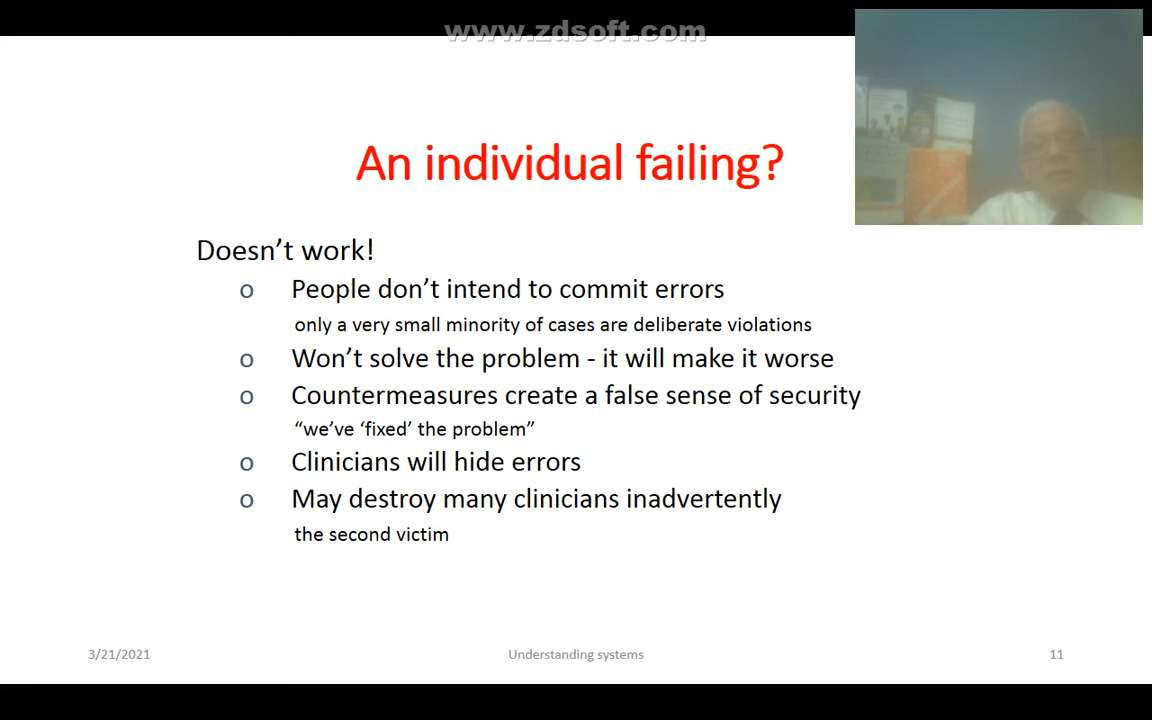 www.zdsoft.com
An individual failing?
Doesn’t work!
o People don’t intend to commit errors
only a very small minority of cases are deliberate violations
o Won’t solve the problem - it will make it worse
o Countermeasures create a false sense of security
“we’ve ‘fixed’ the problem”
o Clinicians will hide errors
o May destroy many clinicians inadvertently
the second victim
3/21/2021 Understanding systems 11